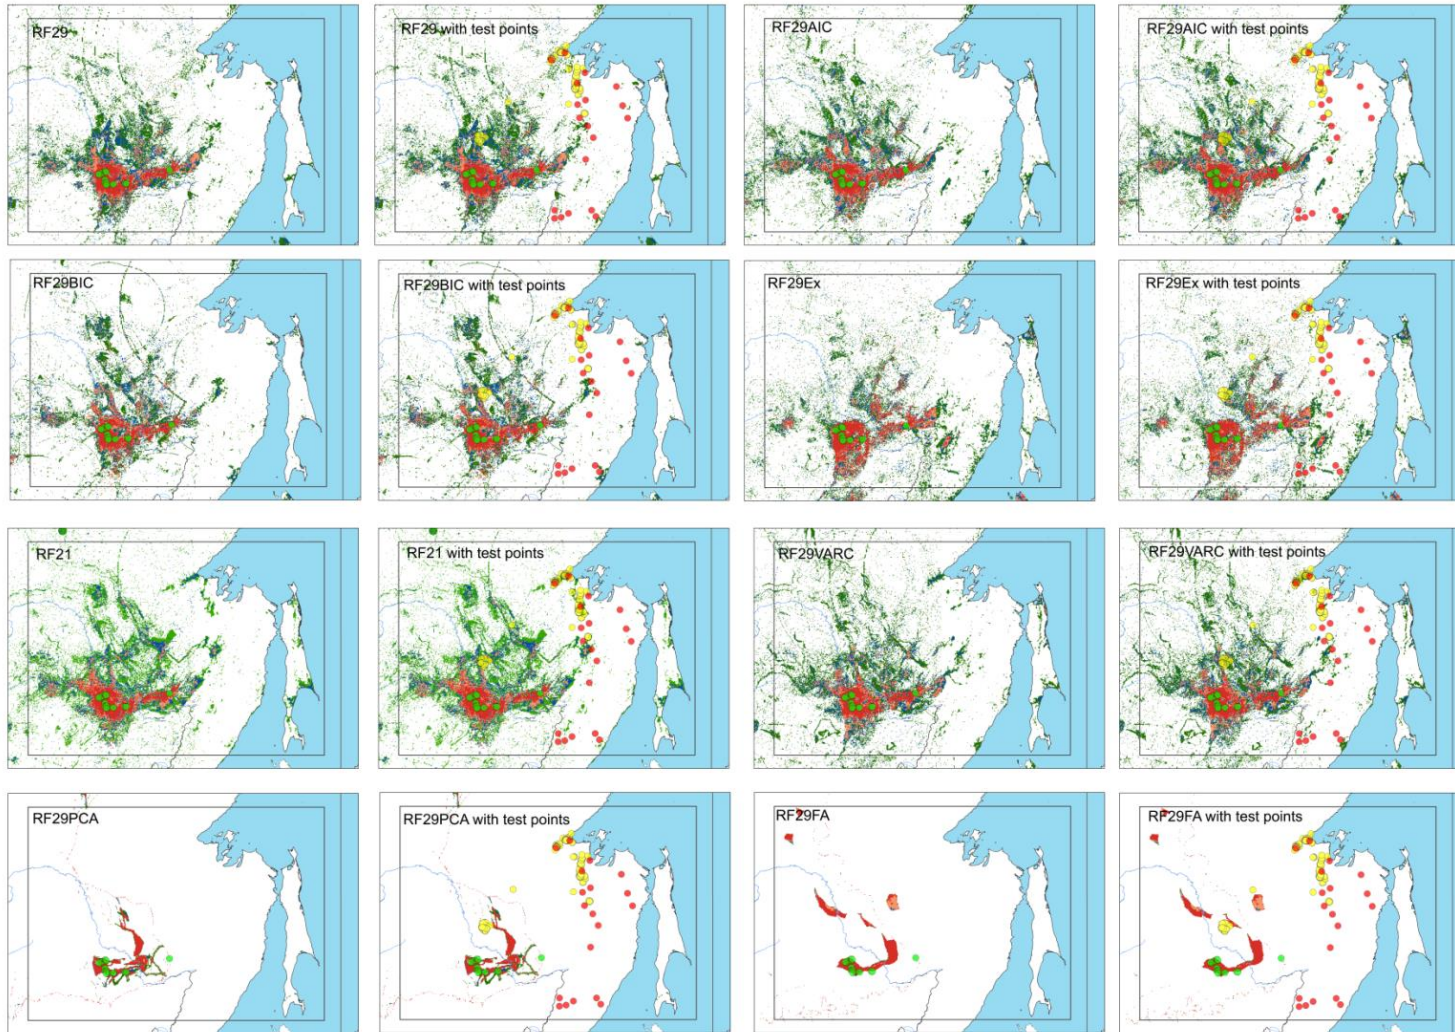 RF29
RF29 with test points
RF29AIC
RF29AIC with test points
RF29BIC
RF29BIC with test points
RF29Ex
RF29Ex with test points
RF21
RF21 with test points
RF29VARC
RF29VARC with test points
RF29PCA
RF29PCA with test points
RF29FA
RF29FA with test points